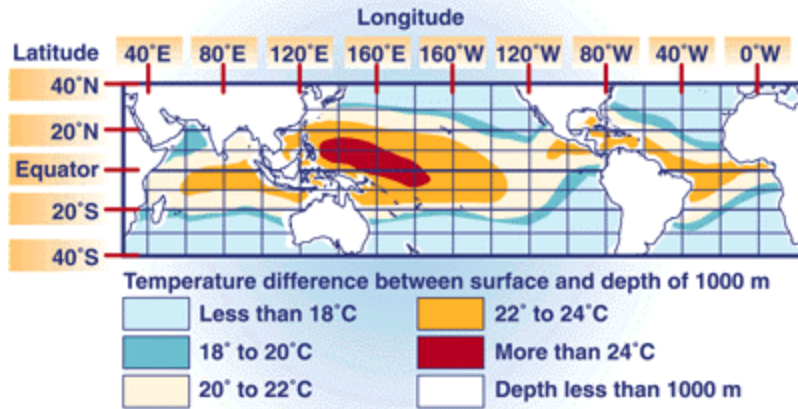 Longitude
Latitude 40˚E 80˚E 120˚E 160˚E 160˚W 120˚W 80˚W 40˚W 0˚W
40˚N
20˚N
Equator
20˚S
40˚S
Temperature difference between surface and depth of 1000 m
Less than 18˚C 22˚ to 24˚C
18˚ to 20˚C More than 24˚C
20˚ to 22˚C Depth less than 1000 m